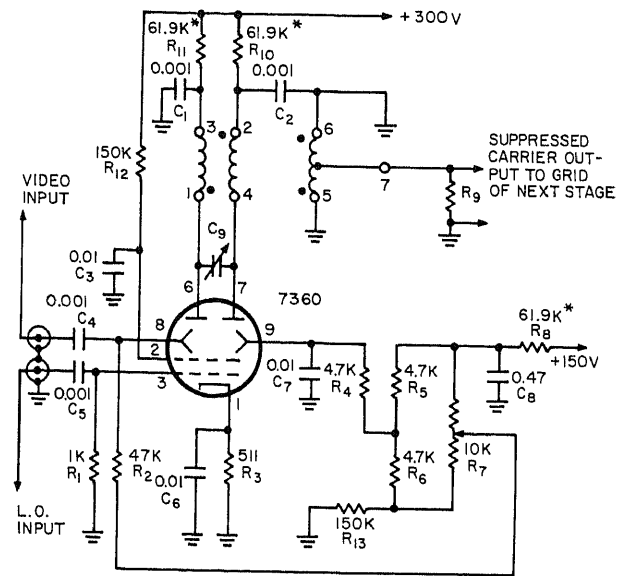 +300V
61.9K*
R11
61.9K*
R10
0.001
C1
0.001
C2
3
2
6
1
4
5
7
150K
R12
SUPPRESSED
CARRIER OUT-
PUT TO GRID
OF NEXT STAGE
R9
VIDEO
INPUT
C9
0.01
C3
6
7
7360
0.001
C4
8
9
2
3
1
0.001
C5
0.01
C7
4.7K
R4
4.7K
R5
61.9K*
R8
+150V
0.47
C8
1K
R1
47K
R2
0.01
C6
511
R3
4.7K
R6
10K
R7
150K
R13
L.O.
INPUT